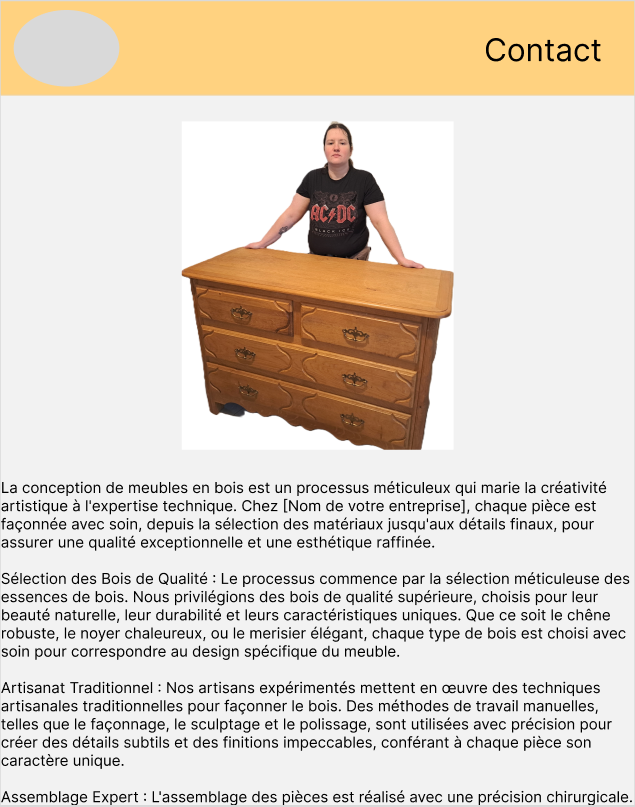 Contact
AC/DC
BLACK ICE
La conception de meubles en bois est un processus méticuleux qui marie la créativité
artistique à l'expertise technique. Chez [Nom de votre entreprise], chaque pièce est
façonnée avec soin, depuis la sélection des matériaux jusqu'aux détails finaux, pour
assurer une qualité exceptionnelle et une esthétique raffinée.
Sélection des Bois de Qualité : Le processus commence par la sélection méticuleuse des
essences de bois. Nous privilégions des bois de qualité supérieure, choisis pour leur
beauté naturelle, leur durabilité et leurs caractéristiques uniques. Que ce soit le chêne
robuste, le noyer chaleureux, ou le merisier élégant, chaque type de bois est choisi avec
soin pour correspondre au design spécifique du meuble.
Artisanat Traditionnel : Nos artisans expérimentés mettent en œuvre des techniques
artisanales traditionnelles pour façonner le bois. Des méthodes de travail manuelles,
telles que le façonnage, le sculptage et le polissage, sont utilisées avec précision pour
créer des détails subtils et des finitions impeccables, conférant à chaque pièce son
caractère unique.
Assemblage Expert : L'assemblage des pièces est réalisé avec une précision chirurgicale.